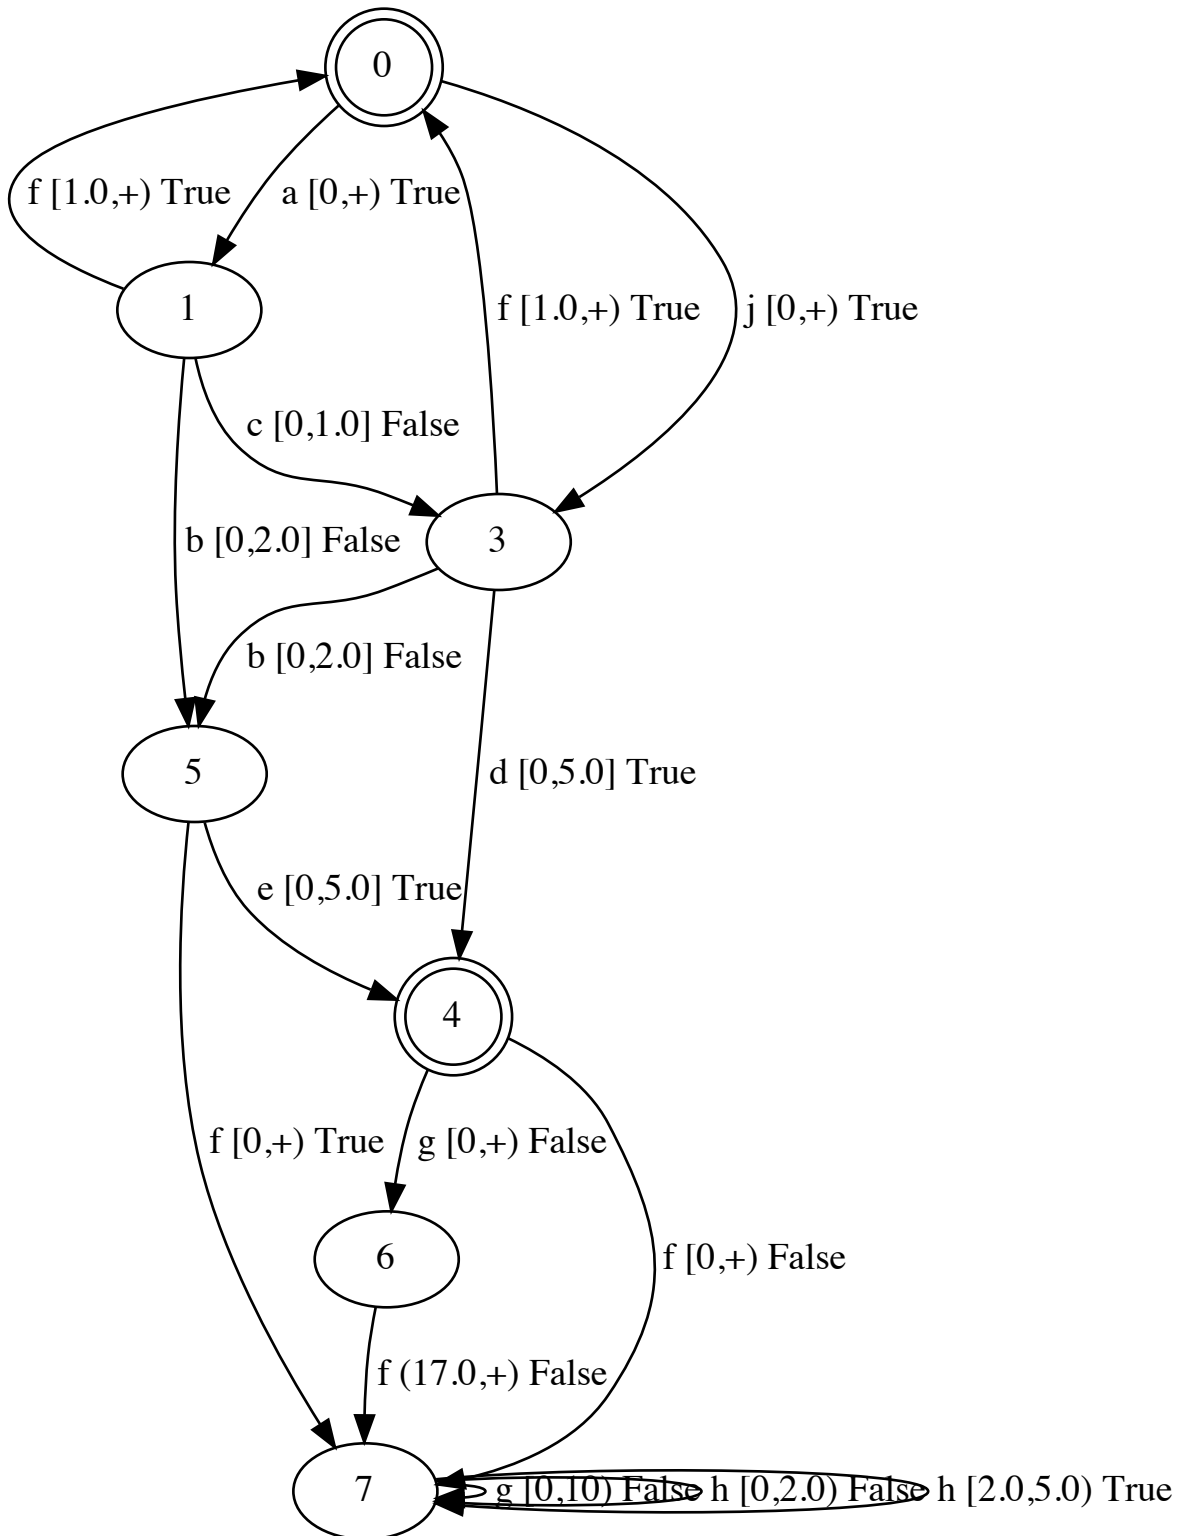 0
f [1.0,+) True
a [0,+) True
1
f [1.0,+) True
j [0,+) True
c [0,1.0] False
b [0,2.0] False
3
b [0,2.0] False
5
d [0,5.0] True
e [0,5.0] True
4
f [0,+) True
g [0,+) False
6
f [0,+) False
f (17.0,+) False
7
g [0,10) False
h [0,2.0) False
h [2.0,5.0) True